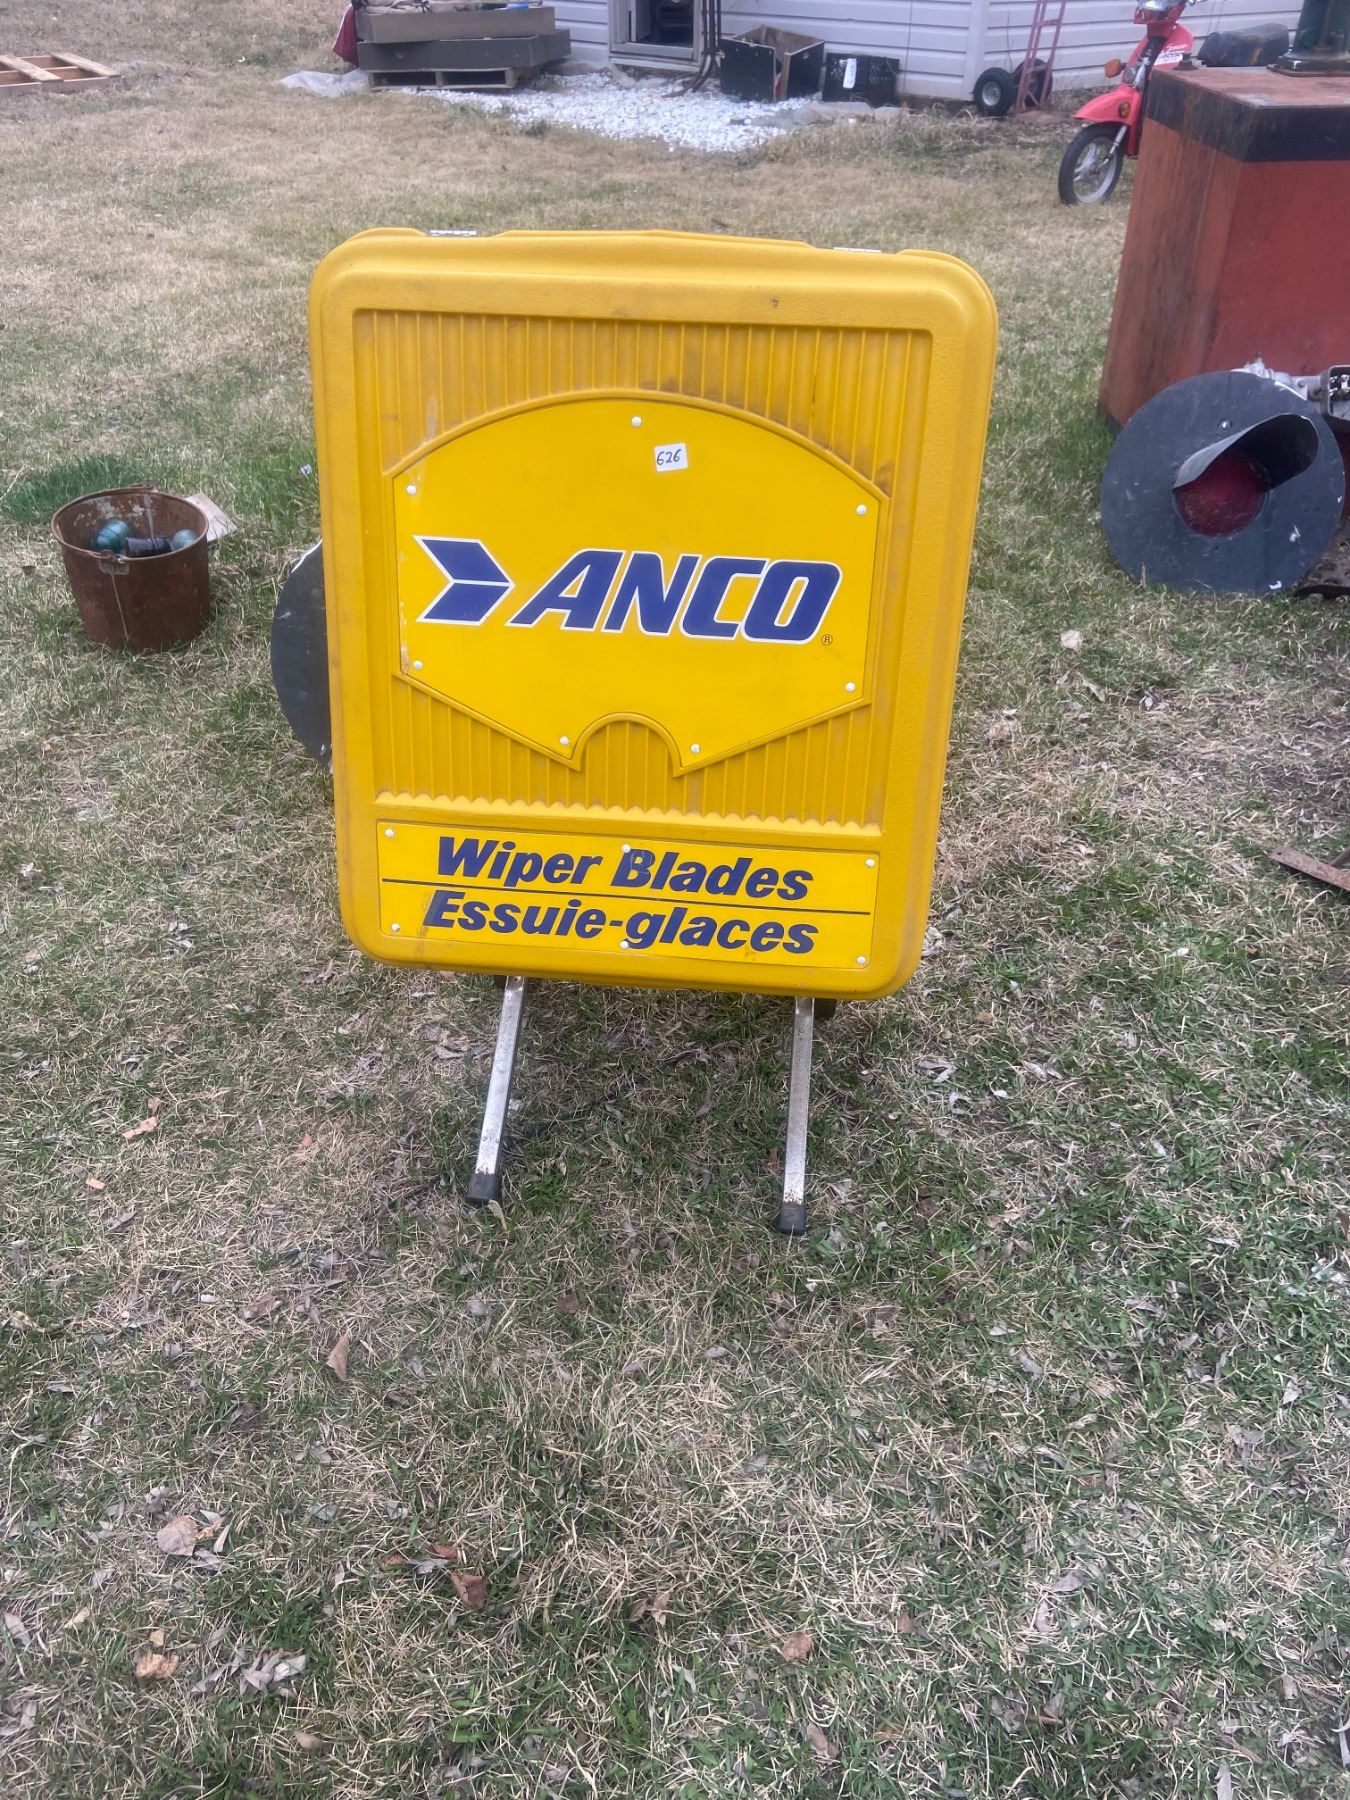 626
ANCO®
Wiper Blades
Essuie-glaces